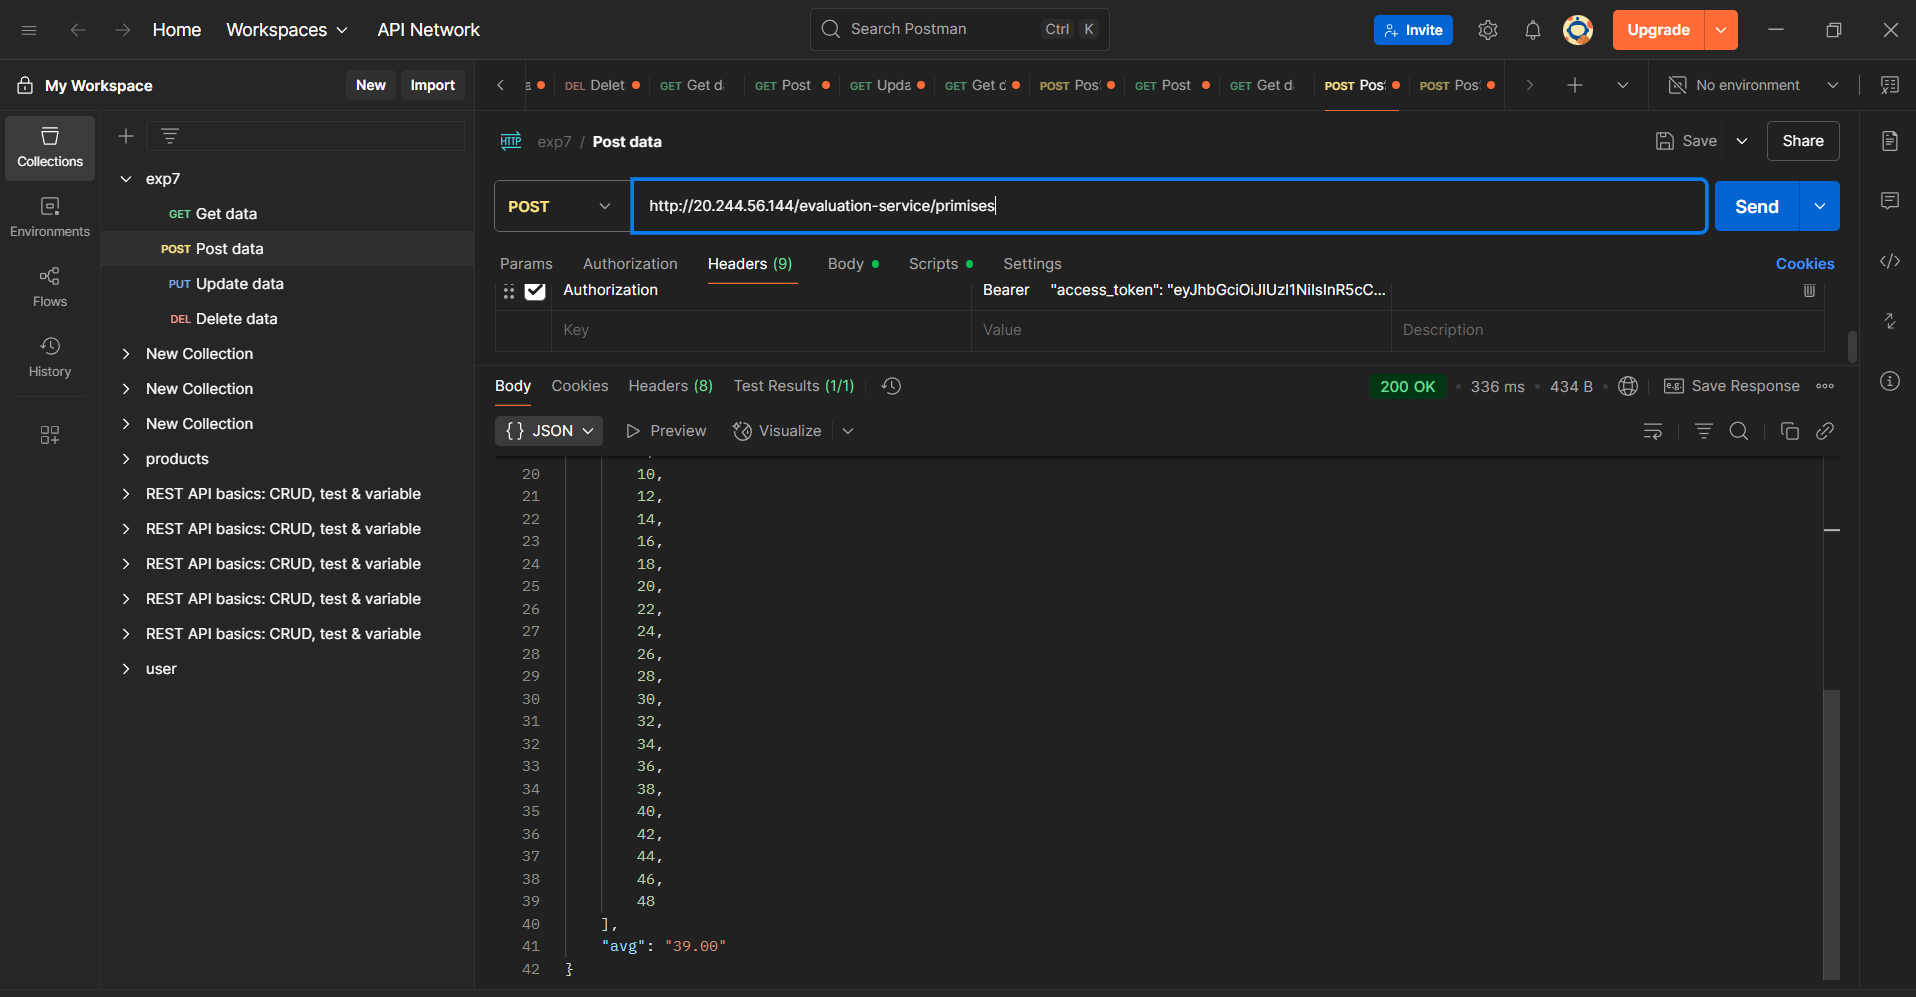 Home Workspaces API Network Search Postman Ctrl K Invite Upgrade
My Workspace New Import
DEL Delet GET Get d GET Post GET Upda GET Get d POST Pos GET Post GET Get d POST Pos POST Pos No environment
Collections
Environments
Flows
History
exp7
GET Get data
POST Post data
PUT Update data
DEL Delete data
New Collection
New Collection
New Collection
products
REST API basics: CRUD, test & variable
REST API basics: CRUD, test & variable
REST API basics: CRUD, test & variable
REST API basics: CRUD, test & variable
REST API basics: CRUD, test & variable
user
HTTP exp7 / Post data Save Share
POST http://20.244.56.144/evaluation-service/primises Send
Params Authorization Headers (9) Body Scripts Settings Cookies
Authorization Bearer "access_token": "eyJhbGciOiJIUzI1NiIsInR5cC...
Key Value Description
Body Cookies Headers (8) Test Results (1/1) 200 OK 336 ms 434 B e.g. Save Response
{} JSON Preview Visualize
20 10,
21 12,
22 14,
23 16,
24 18,
25 20,
26 22,
27 24,
28 26,
29 28,
30 30,
31 32,
32 34,
33 36,
34 38,
35 40,
36 42,
37 44,
38 46,
39 48
40 ],
41 "avg": "39.00"
42 }